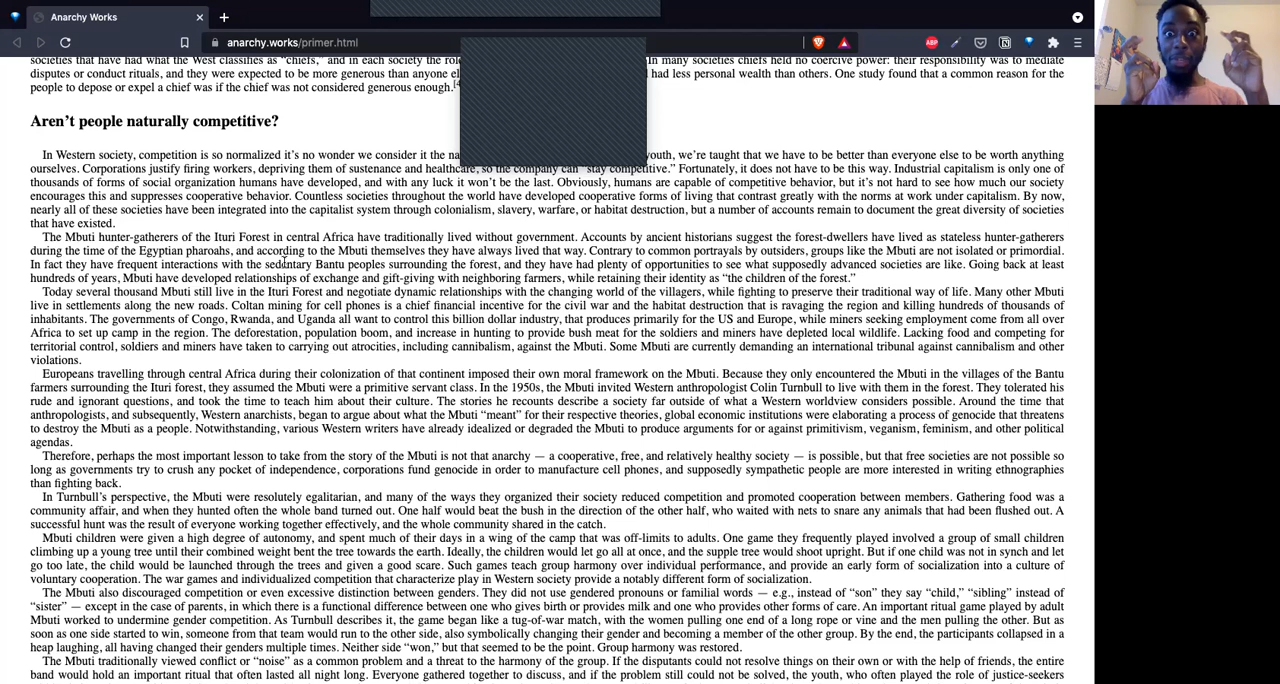 Anarchy Works
anarchy.works/primer.html
ABP
societies that have had what the West classifies as “chiefs,” and in each society the In many societies chiefs held no coercive power: their responsibility was to mediate
disputes or conduct rituals, and they were expected to be more generous than anyone had less personal wealth than others. One study found that a common reason for the
people to depose or expel a chief was if the chief was not considered generous enough.
Aren’t people naturally competitive?
In Western society, competition is so normalized it’s no wonder we consider it the youth, we’re taught that we have to be better than everyone else to be worth anything
ourselves. Corporations justify firing workers, depriving them of sustenance and healthcare, so the company can “stay competitive.” Fortunately, it does not have to be this way. Industrial capitalism is only one of
thousands of forms of social organization humans have developed, and with any luck it won’t be the last. Obviously, humans are capable of competitive behavior, but it’s not hard to see how much our society
encourages this and suppresses cooperative behavior. Countless societies throughout the world have developed cooperative forms of living that contrast greatly with the norms at work under capitalism. By now,
nearly all of these societies have been integrated into the capitalist system through colonialism, slavery, warfare, or habitat destruction, but a number of accounts remain to document the great diversity of societies
that have existed.
The Mbuti hunter-gatherers of the Ituri Forest in central Africa have traditionally lived without government. Accounts by ancient historians suggest the forest-dwellers have lived as stateless hunter-gatherers
during the time of the Egyptian pharaohs, and according to the Mbuti themselves they have always lived that way. Contrary to common portrayals by outsiders, groups like the Mbuti are not isolated or primordial.
In fact they have frequent interactions with the sedentary Bantu peoples surrounding the forest, and they have had plenty of opportunities to see what supposedly advanced societies are like. Going back at least
hundreds of years, Mbuti have developed relationships of exchange and gift-giving with neighboring farmers, while retaining their identity as “the children of the forest.”
Today several thousand Mbuti still live in the Ituri Forest and negotiate dynamic relationships with the changing world of the villagers, while fighting to preserve their traditional way of life. Many other Mbuti
live in settlements along the new roads. Coltan mining for cell phones is a chief financial incentive for the civil war and the habitat destruction that is ravaging the region and killing hundreds of thousands of
inhabitants. The governments of Congo, Rwanda, and Uganda all want to control this billion dollar industry, that produces primarily for the US and Europe, while miners seeking employment come from all over
Africa to set up camp in the region. The deforestation, population boom, and increase in hunting to provide bush meat for the soldiers and miners have depleted local wildlife. Lacking food and competing for
territorial control, soldiers and miners have taken to carrying out atrocities, including cannibalism, against the Mbuti. Some Mbuti are currently demanding an international tribunal against cannibalism and other
violations.
Europeans travelling through central Africa during their colonization of that continent imposed their own moral framework on the Mbuti. Because they only encountered the Mbuti in the villages of the Bantu
farmers surrounding the Ituri forest, they assumed the Mbuti were a primitive servant class. In the 1950s, the Mbuti invited Western anthropologist Colin Turnbull to live with them in the forest. They tolerated his
rude and ignorant questions, and took the time to teach him about their culture. The stories he recounts describe a society far outside of what a Western worldview considers possible. Around the time that
anthropologists, and subsequently, Western anarchists, began to argue about what the Mbuti “meant” for their respective theories, global economic institutions were elaborating a process of genocide that threatens
to destroy the Mbuti as a people. Notwithstanding, various Western writers have already idealized or degraded the Mbuti to produce arguments for or against primitivism, veganism, feminism, and other political
agendas.
Therefore, perhaps the most important lesson to take from the story of the Mbuti is not that anarchy — a cooperative, free, and relatively healthy society — is possible, but that free societies are not possible so
long as governments try to crush any pocket of independence, corporations fund genocide in order to manufacture cell phones, and supposedly sympathetic people are more interested in writing ethnographies
than fighting back.
In Turnbull’s perspective, the Mbuti were resolutely egalitarian, and many of the ways they organized their society reduced competition and promoted cooperation between members. Gathering food was a
community affair, and when they hunted often the whole band turned out. One half would beat the bush in the direction of the other half, who waited with nets to snare any animals that had been flushed out. A
successful hunt was the result of everyone working together effectively, and the whole community shared in the catch.
Mbuti children were given a high degree of autonomy, and spent much of their days in a wing of the camp that was off-limits to adults. One game they frequently played involved a group of small children
climbing up a young tree until their combined weight bent the tree towards the earth. Ideally, the children would let go all at once, and the supple tree would shoot upright. But if one child was not in synch and let
go too late, the child would be launched through the trees and given a good scare. Such games teach group harmony over individual performance, and provide an early form of socialization into a culture of
voluntary cooperation. The war games and individualized competition that characterize play in Western society provide a notably different form of socialization.
The Mbuti also discouraged competition or even excessive distinction between genders. They did not use gendered pronouns or familial words — e.g., instead of “son” they say “child,” “sibling” instead of
“sister” — except in the case of parents, in which there is a functional difference between one who gives birth or provides milk and one who provides other forms of care. An important ritual game played by adult
Mbuti worked to undermine gender competition. As Turnbull describes it, the game began like a tug-of-war match, with the women pulling one end of a long rope or vine and the men pulling the other. But as
soon as one side started to win, someone from that team would run to the other side, also symbolically changing their gender and becoming a member of the other group. By the end, the participants collapsed in a
heap laughing, all having changed their genders multiple times. Neither side “won,” but that seemed to be the point. Group harmony was restored.
The Mbuti traditionally viewed conflict or “noise” as a common problem and a threat to the harmony of the group. If the disputants could not resolve things on their own or with the help of friends, the entire
band would hold an important ritual that often lasted all night long. Everyone gathered together to discuss, and if the problem still could not be solved, the youth, who often played the role of justice-seekers